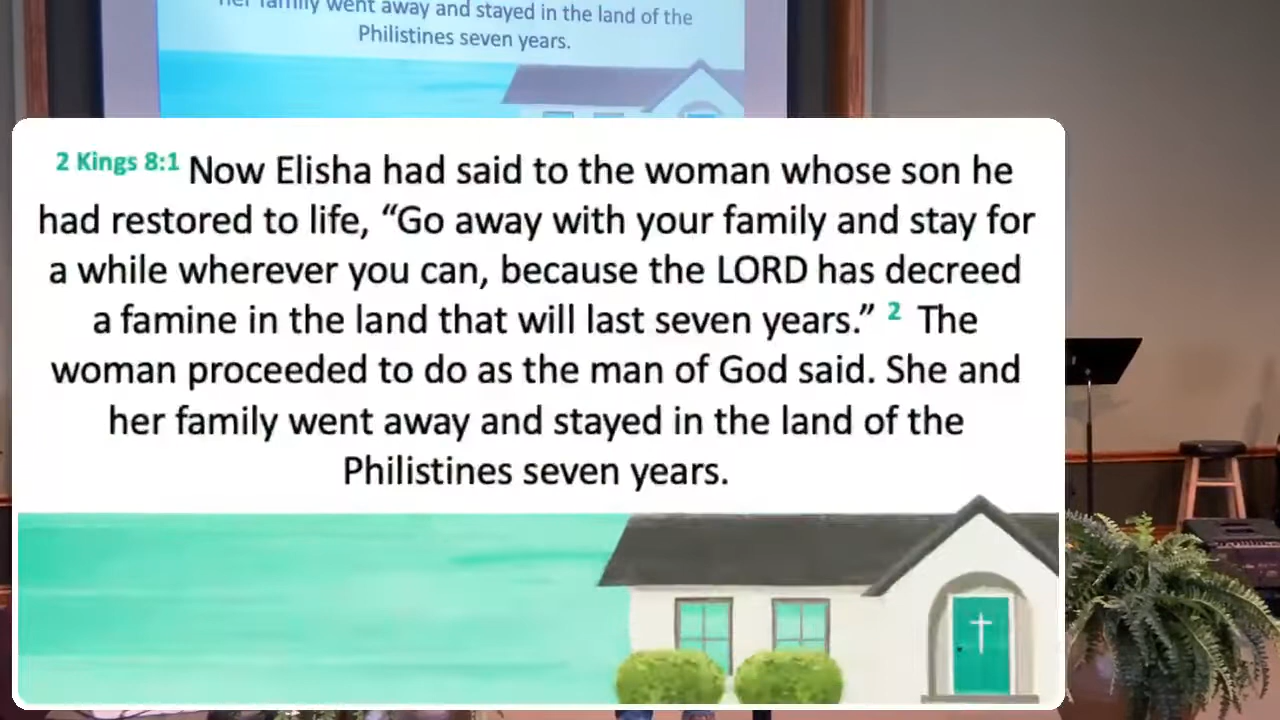 her family went away and stayed in the land of the
Philistines seven years.
2 Kings 8:1 Now Elisha had said to the woman whose son he
had restored to life, “Go away with your family and stay for
a while wherever you can, because the LORD has decreed
a famine in the land that will last seven years.” 2 The
woman proceeded to do as the man of God said. She and
her family went away and stayed in the land of the
Philistines seven years.